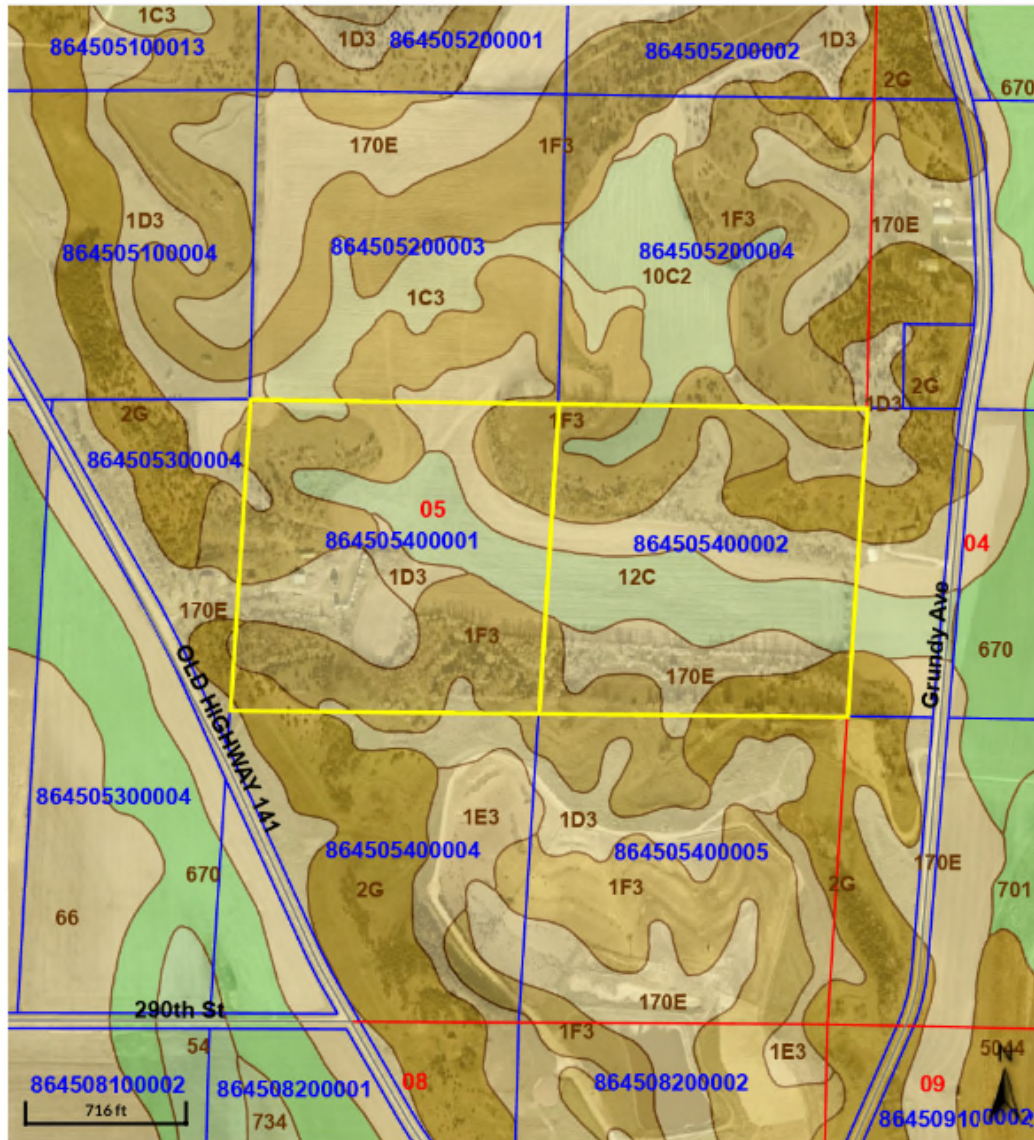 1C3
864505100013
1D3
864505200001
864505200002
1D3
2G
670
170E
1F3
1D3
864505100004
864505200003
1F3
864505200004
170E
10C2
1C3
2G
1D3
2G
1F3
864505300004
05
864505400001
864505400002
04
1D3
12C
170E
1F3
170E
670
Grundy Ave
OLD HIGHWAY 141
864505300004
1E3
1D3
864505400004
864505400005
170E
670
2G
1F3
2G
701
66
290th St
170E
1F3
54
1E3
5044
N
864508100002
864508200001
08
864508200002
09
864509100002
716 ft
734